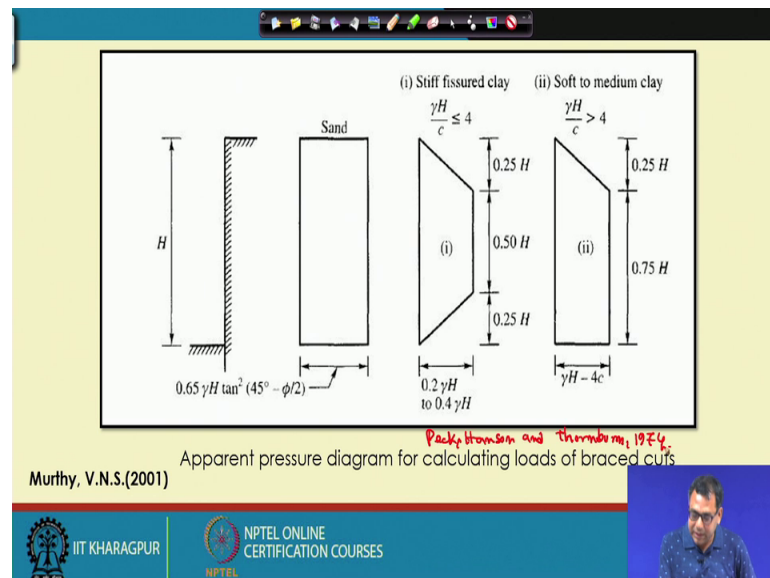 (i) Stiff fissured clay
(ii) Soft to medium clay
γH/c ≤ 4
γH/c > 4
Sand
0.25 H
0.25 H
H
(i)
0.50 H
(ii)
0.75 H
0.25 H
0.65 γH tan² (45° – ϕ/2)
0.2 γH
to 0.4 γH
γH – 4c
Peck, Hanson and Thornburn, 1974.
Apparent pressure diagram for calculating loads of braced cuts
Murthy, V.N.S.(2001)
IIT KHARAGPUR
NPTEL ONLINE
CERTIFICATION COURSES
NPTEL